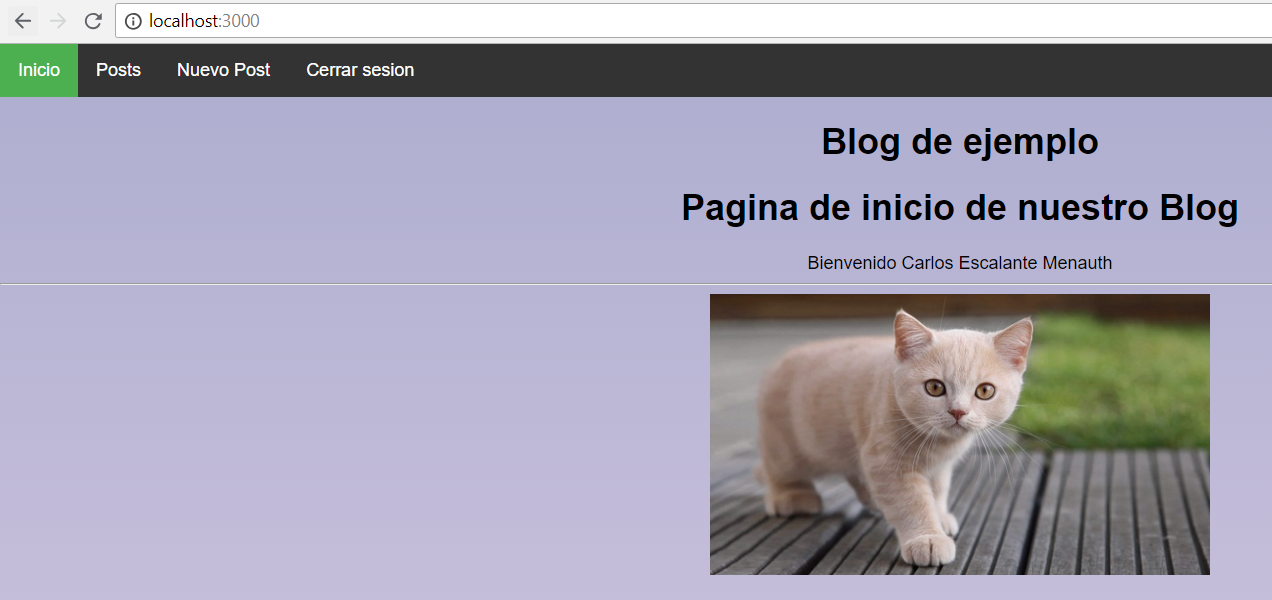 localhost:3000
Inicio Posts Nuevo Post Cerrar sesion
Blog de ejemplo
Pagina de inicio de nuestro Blog
Bienvenido Carlos Escalante Menauth